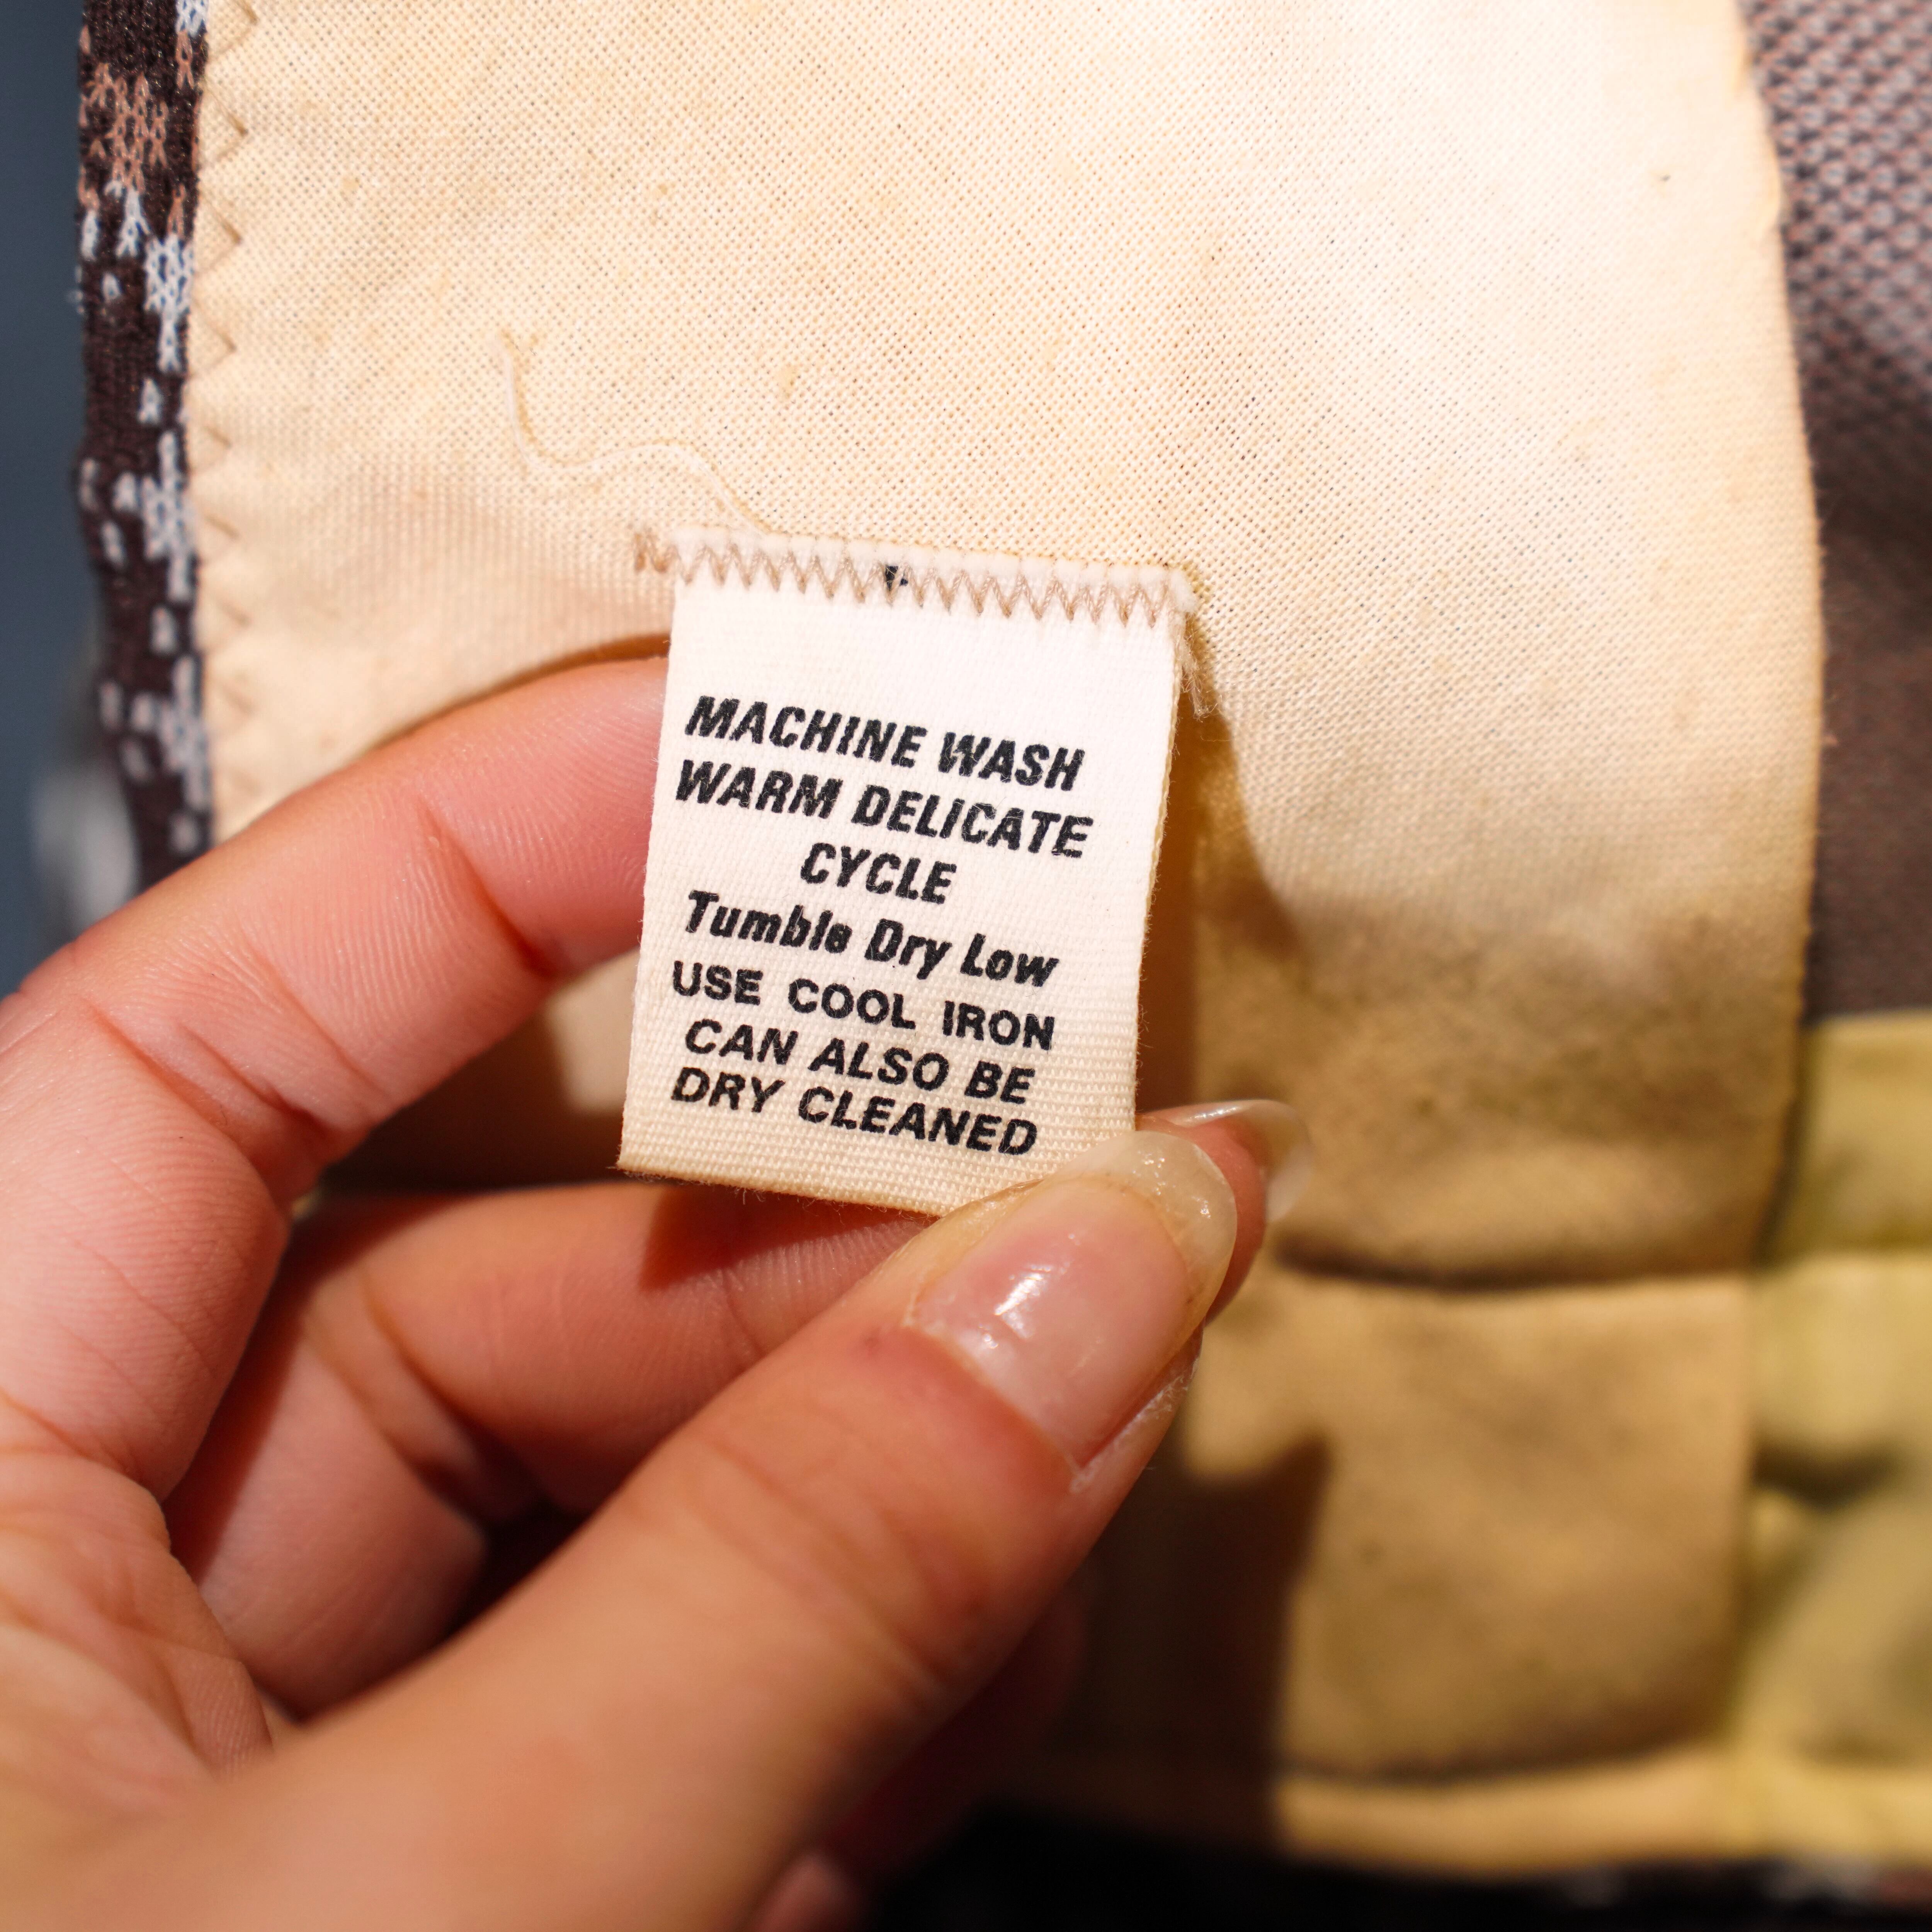 MACHINE WASH
WARM DELICATE
CYCLE
Tumble Dry Low
USE COOL IRON
CAN ALSO BE
DRY CLEANED